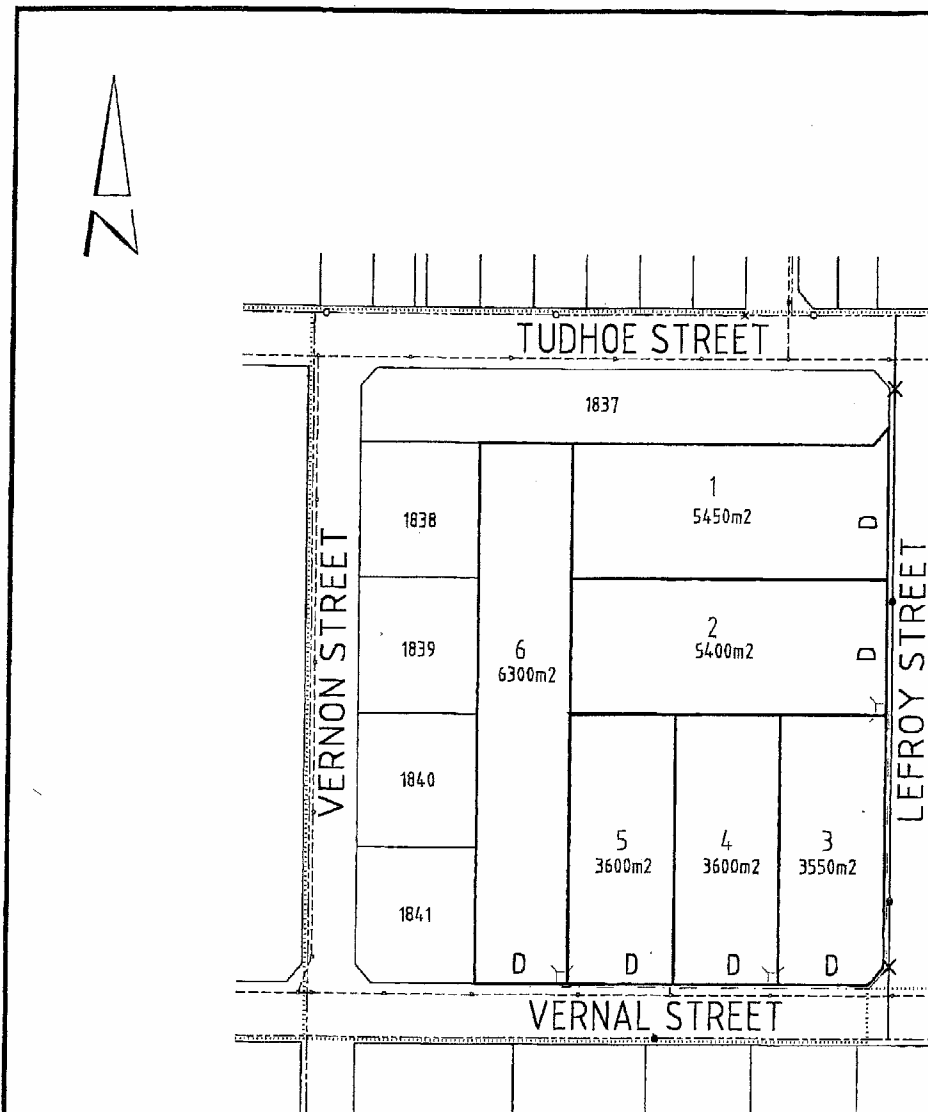 N
TUDHOE STREET
1837
1
5450m2
D
1838
VERNON STREET
LEFROY STREET
2
5400m2
D
1839
6
6300m2
1840
5
3600m2
4
3600m2
3
3550m2
1841
D
D
D
D
VERNAL STREET